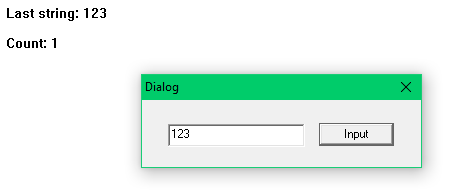 Last string: 123
Count: 1
Dialog
123
Input